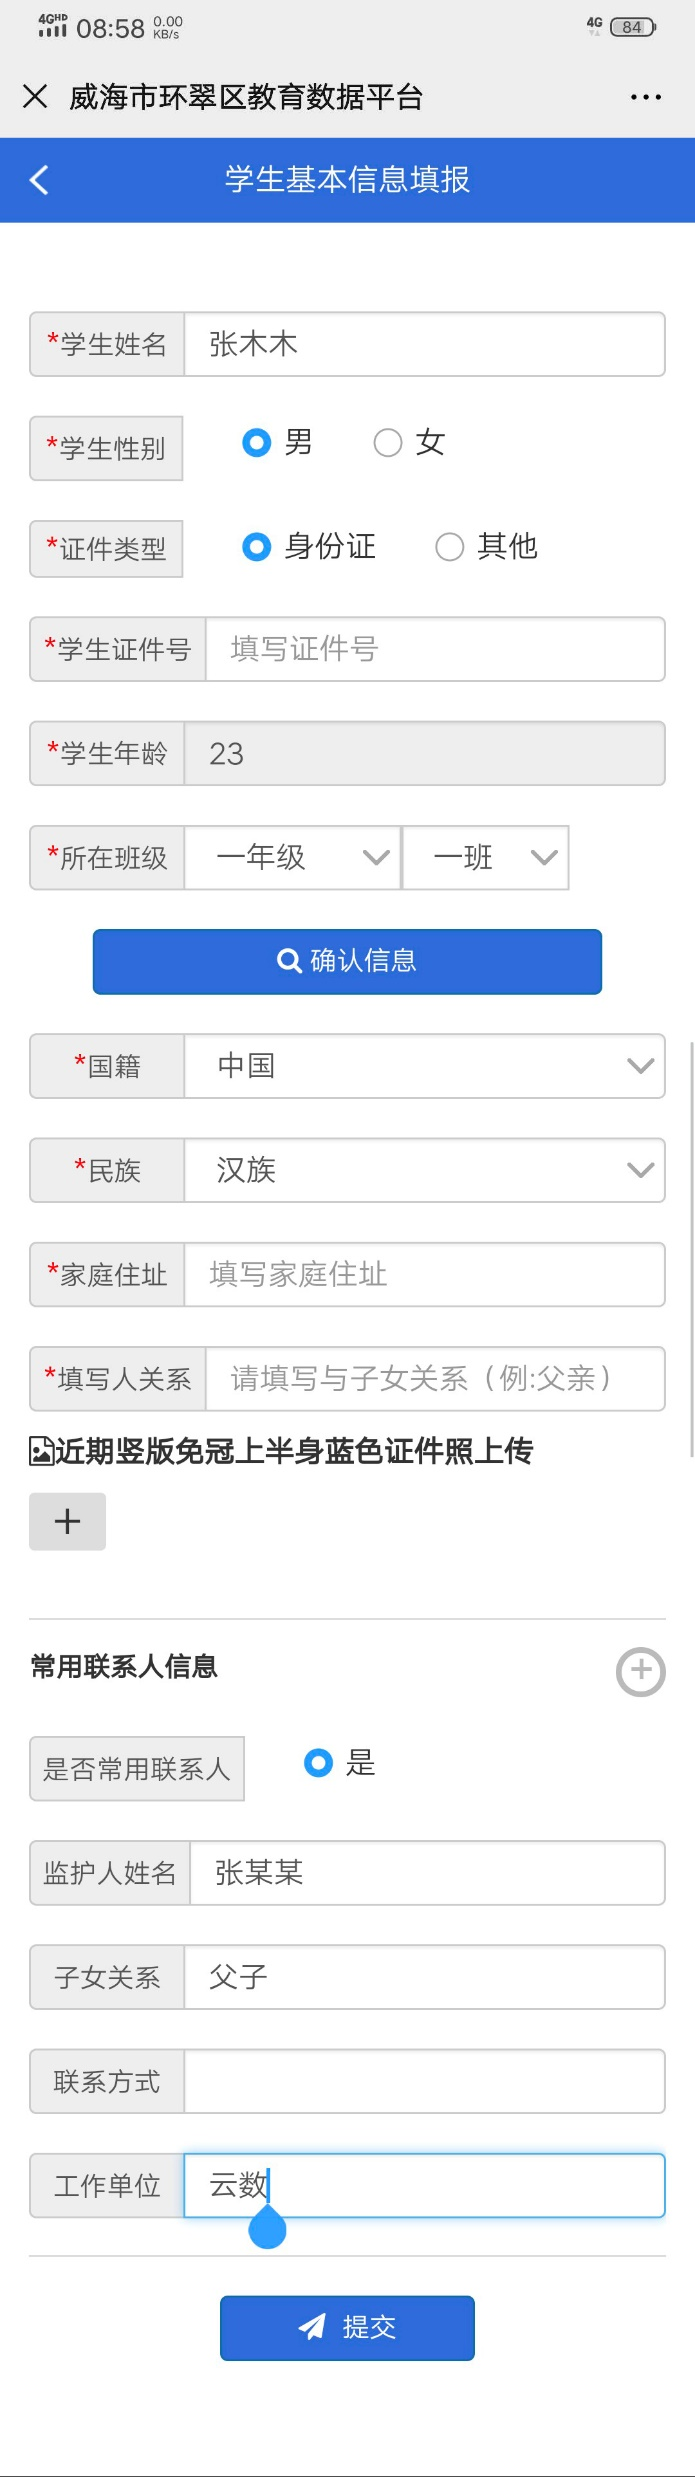 4GHD 08:58 0.00 KB/s 4G 84
威海市环翠区教育数据平台
学生基本信息填报
*学生姓名 张木木
*学生性别 男 女
*证件类型 身份证 其他
*学生证件号 填写证件号
*学生年龄 23
*所在班级 一年级 一班
确认信息
*国籍 中国
*民族 汉族
*家庭住址 填写家庭住址
*填写人关系 请填写与子女关系（例:父亲）
近期竖版免冠上半身蓝色证件照上传
+
常用联系人信息
是否常用联系人 是
监护人姓名 张某某
子女关系 父子
联系方式
工作单位 云数
提交